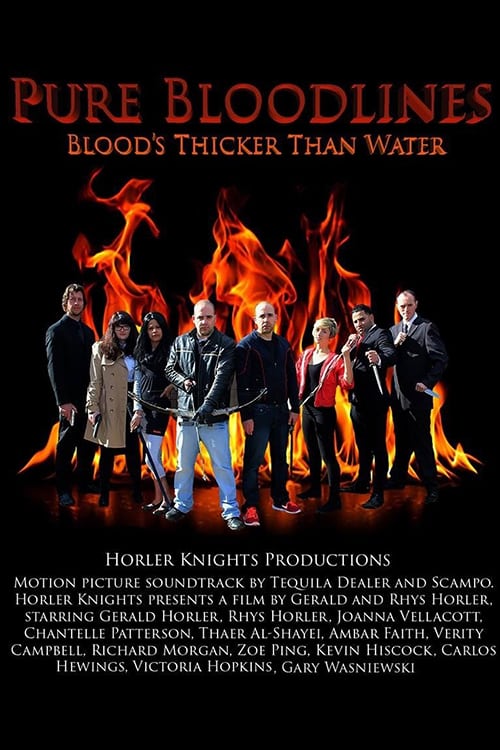 Pure Bloodlines
Blood's Thicker Than Water
Horler Knights Productions
Motion picture soundtrack by Tequila Dealer and Scampo.
Horler Knights presents a film by Gerald and Rhys Horler,
starring Gerald Horler, Rhys Horler, Joanna Vellacott,
Chantelle Patterson, Thaer Al-Shayei, Ambar Faith, Verity
Campbell, Richard Morgan, Zoe Ping, Kevin Hiscock, Carlos
Hewings, Victoria Hopkins, Gary Wasniewski